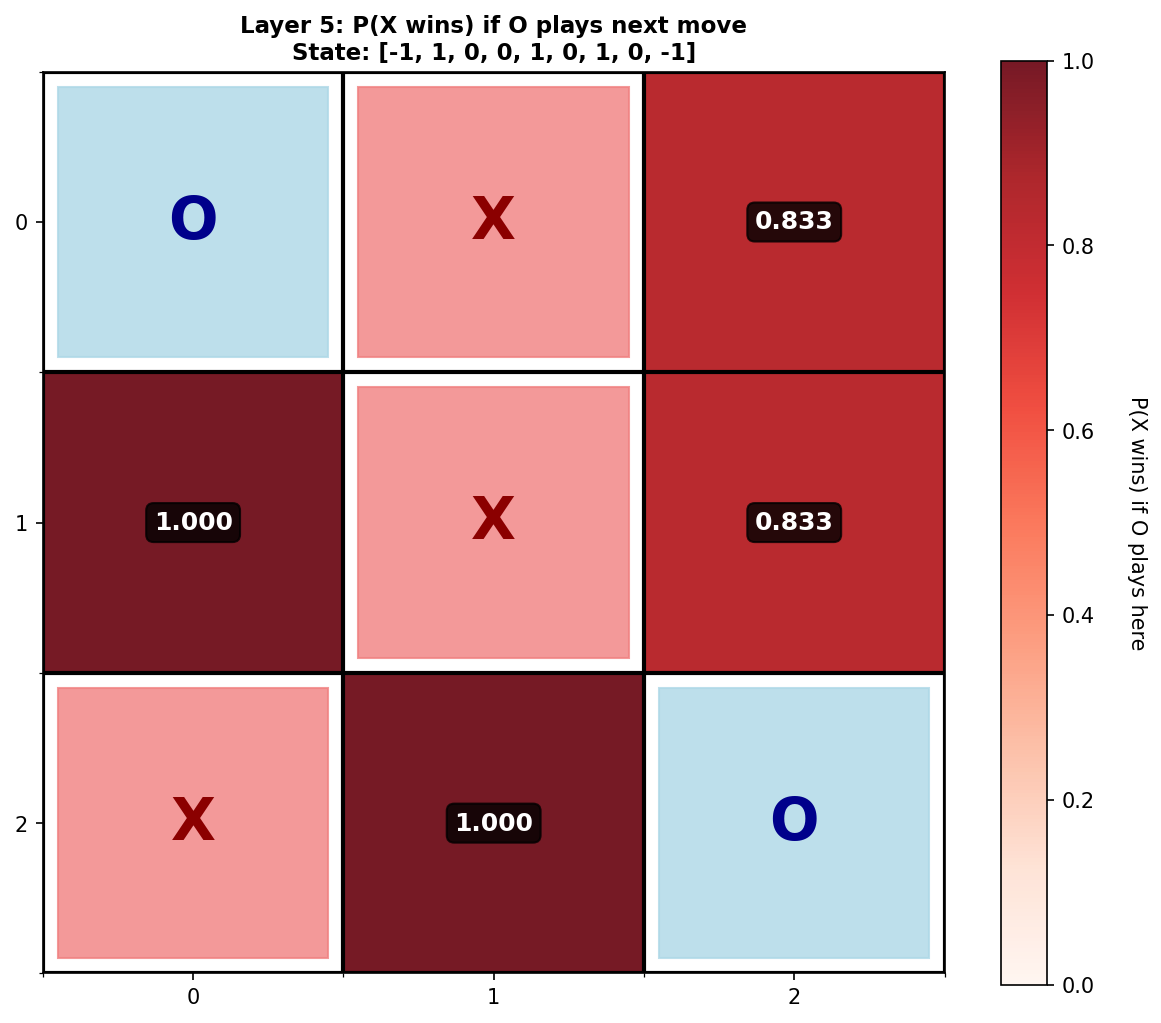 Layer 5: P(X wins) if O plays next move
State: [-1, 1, 0, 0, 1, 0, 1, 0, -1]
0
O
X
0.833
1
1.000
X
0.833
2
X
1.000
O
0
1
2
1.0
0.8
0.6
0.4
0.2
0.0
P(X wins) if O plays here